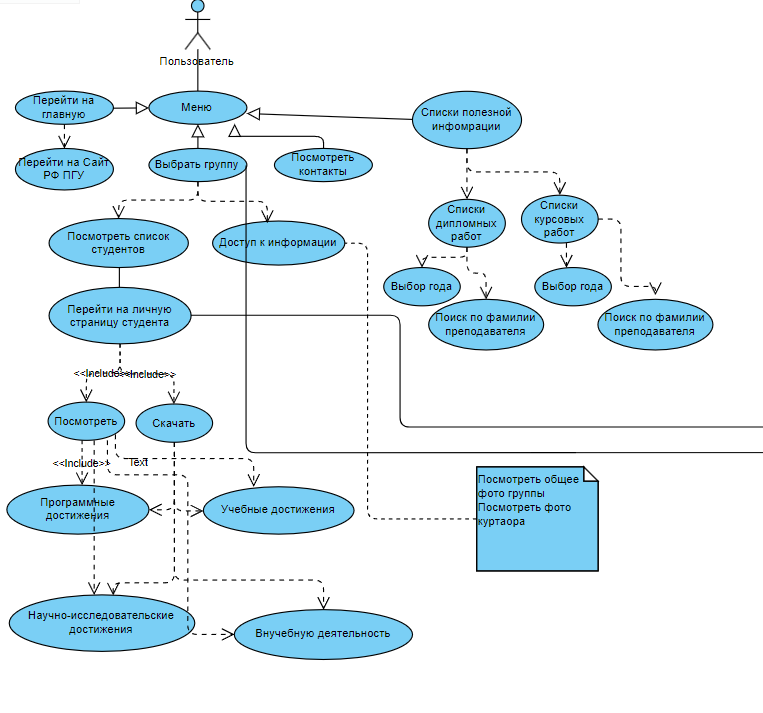 Пользователь
Перейти на
главную
Меню
Списки полезной
инфомрации
Перейти на Сайт
РФ ПГУ
Выбрать группу
Посмотреть
контакты
Списки
дипломных
работ
Списки
курсовых
работ
Посмотреть список
студентов
Доступ к информации
Выбор года
Выбор года
Перейти на личную
страницу студента
Поиск по фамилии
преподавателя
Поиск по фамилии
преподавателя
<<Include>>
<<Include>>
Посмотреть
Скачать
<<Include>>
Text
Программные
достижения
Учебные достижения
Посмотреть общее
фото группы
Посмотреть фото
куртаора
Научно-исследовательские
достижения
Внучебную деятельность